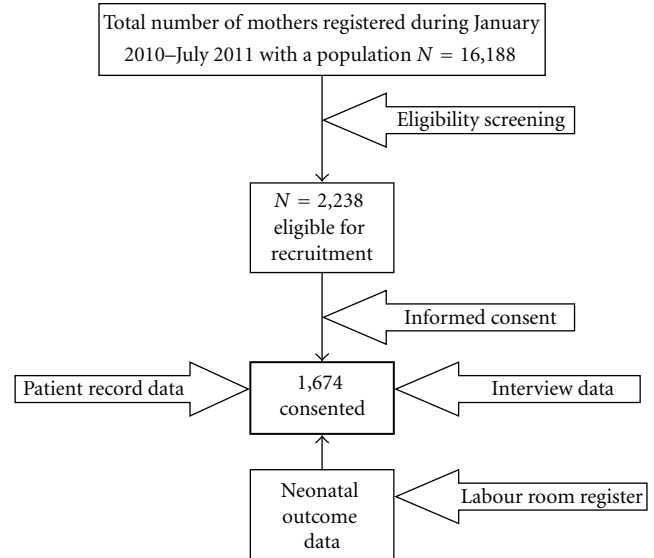 Total number of mothers registered during January
2010–July 2011 with a population N = 16,188
Eligibility screening
N = 2,238
eligible for
recruitment
Informed consent
Patient record data
1,674
consented
Interview data
Neonatal
outcome
data
Labour room register